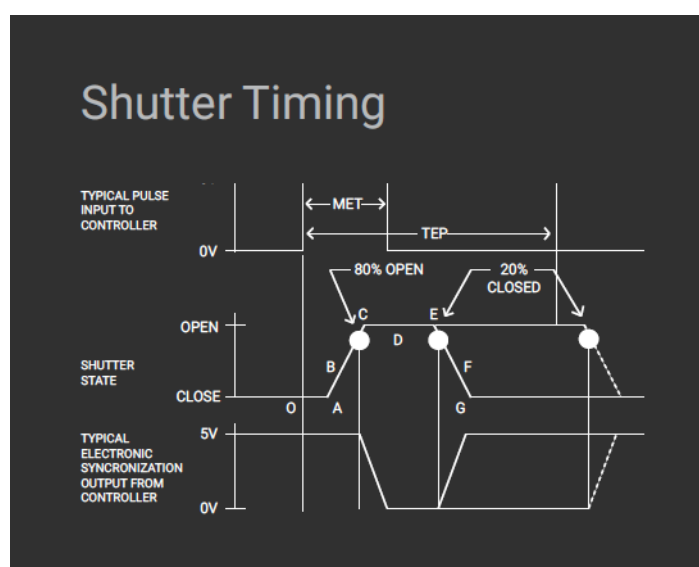 Shutter Timing
TYPICAL PULSE
INPUT TO
CONTROLLER
MET
TEP
0V
80% OPEN
20%
CLOSED
C
E
OPEN
D
SHUTTER
STATE
B
F
CLOSE
O
A
G
TYPICAL
ELECTRONIC
SYNCRONIZATION
OUTPUT FROM
CONTROLLER
5V
0V